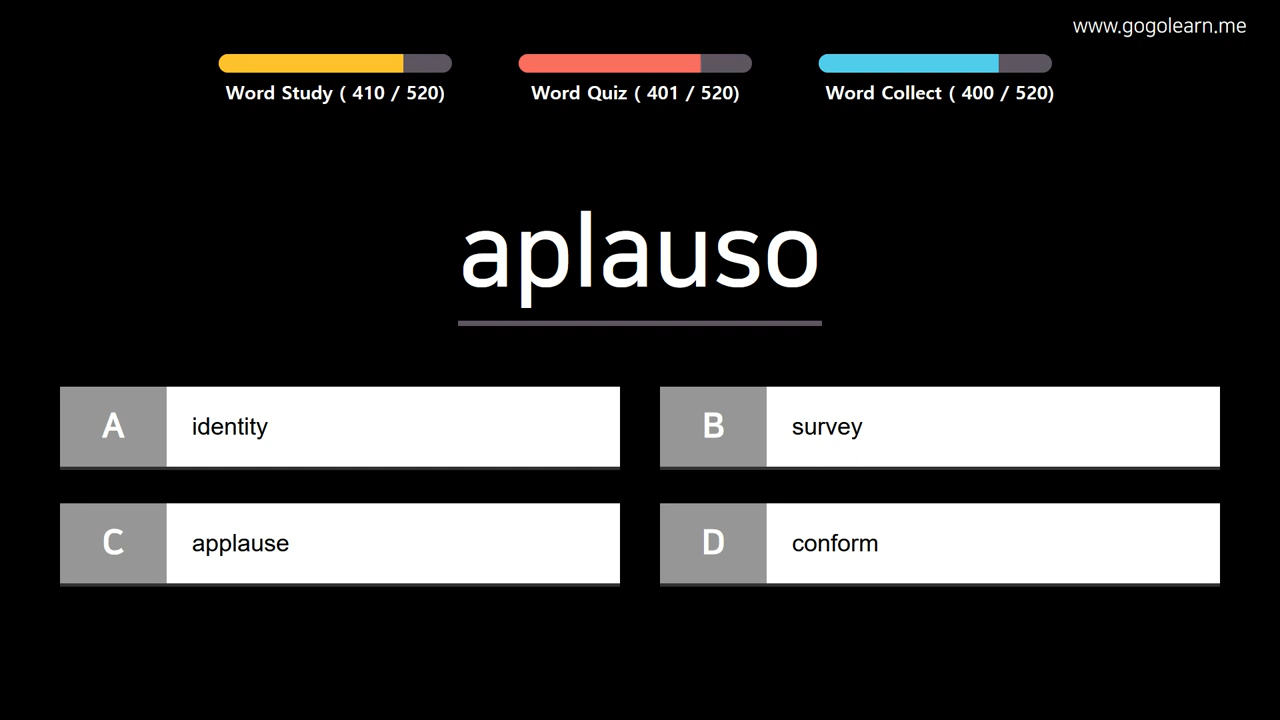 www.gogolearn.me
Word Study ( 410 / 520)
Word Quiz ( 401 / 520)
Word Collect ( 400 / 520)
aplauso
A identity
B survey
C applause
D conform